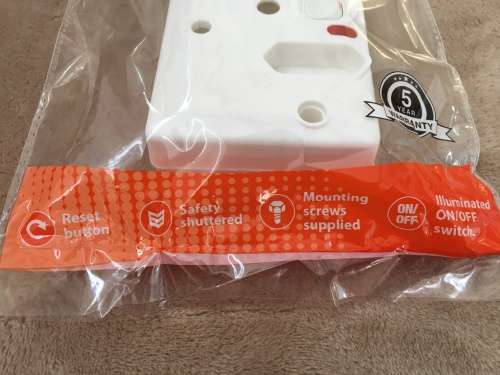 5
YEAR
WARRANTY
Reset
button
Safety
shuttered
Mounting
screws
supplied
ON/
OFF
Illuminated
ON/OFF
switch